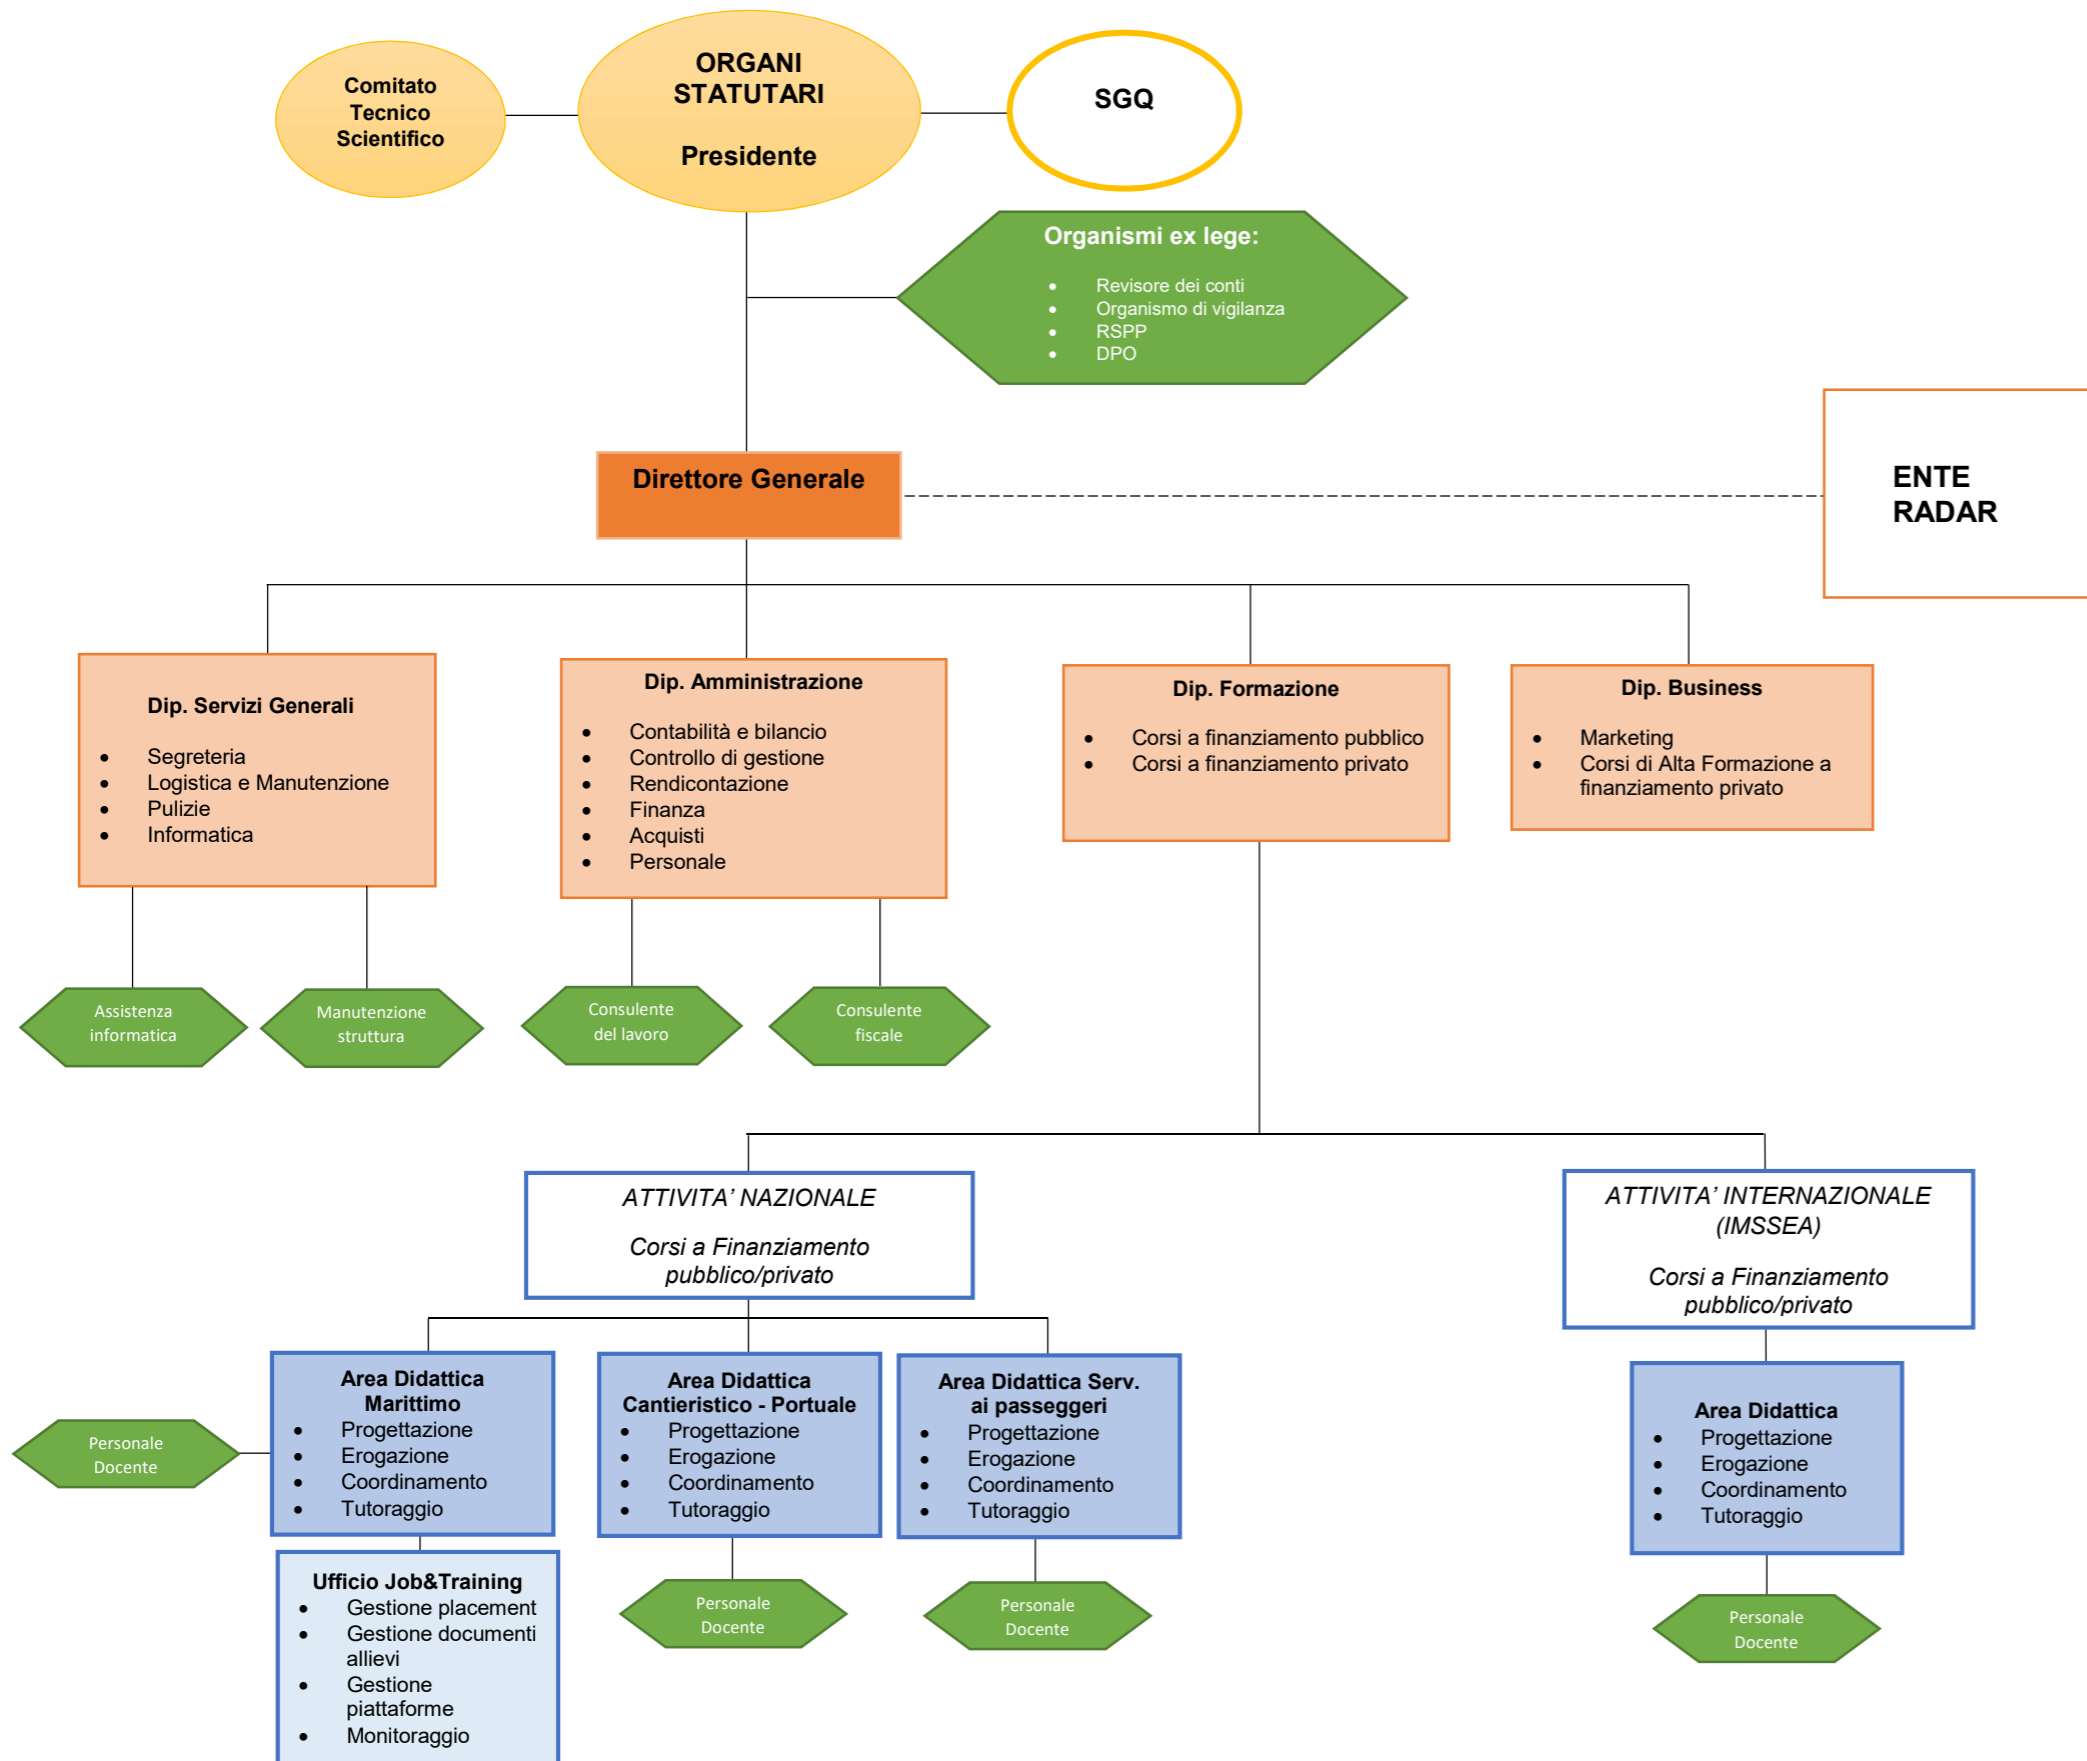 Comitato
Tecnico
Scientifico
ORGANI
STATUTARI
Presidente
SGQ
Organismi ex lege:
• Revisore dei conti
• Organismo di vigilanza
• RSPP
• DPO
Direttore Generale
ENTE
RADAR
Dip. Servizi Generali
• Segreteria
• Logistica e Manutenzione
• Pulizie
• Informatica
Dip. Amministrazione
• Contabilità e bilancio
• Controllo di gestione
• Rendicontazione
• Finanza
• Acquisti
• Personale
Dip. Formazione
• Corsi a finanziamento pubblico
• Corsi a finanziamento privato
Dip. Business
• Marketing
• Corsi di Alta Formazione a
finanziamento privato
Assistenza
informatica
Manutenzione
struttura
Consulente
del lavoro
Consulente
fiscale
ATTIVITA’ NAZIONALE
Corsi a Finanziamento
pubblico/privato
ATTIVITA’ INTERNAZIONALE
(IMSSEA)
Corsi a Finanziamento
pubblico/privato
Personale
Docente
Area Didattica
Marittimo
• Progettazione
• Erogazione
• Coordinamento
• Tutoraggio
Area Didattica
Cantieristico - Portuale
• Progettazione
• Erogazione
• Coordinamento
• Tutoraggio
Area Didattica Serv.
ai passeggeri
• Progettazione
• Erogazione
• Coordinamento
• Tutoraggio
Area Didattica
• Progettazione
• Erogazione
• Coordinamento
• Tutoraggio
Ufficio Job&Training
• Gestione placement
• Gestione documenti
allievi
• Gestione
piattaforme
• Monitoraggio
Personale
Docente
Personale
Docente
Personale
Docente